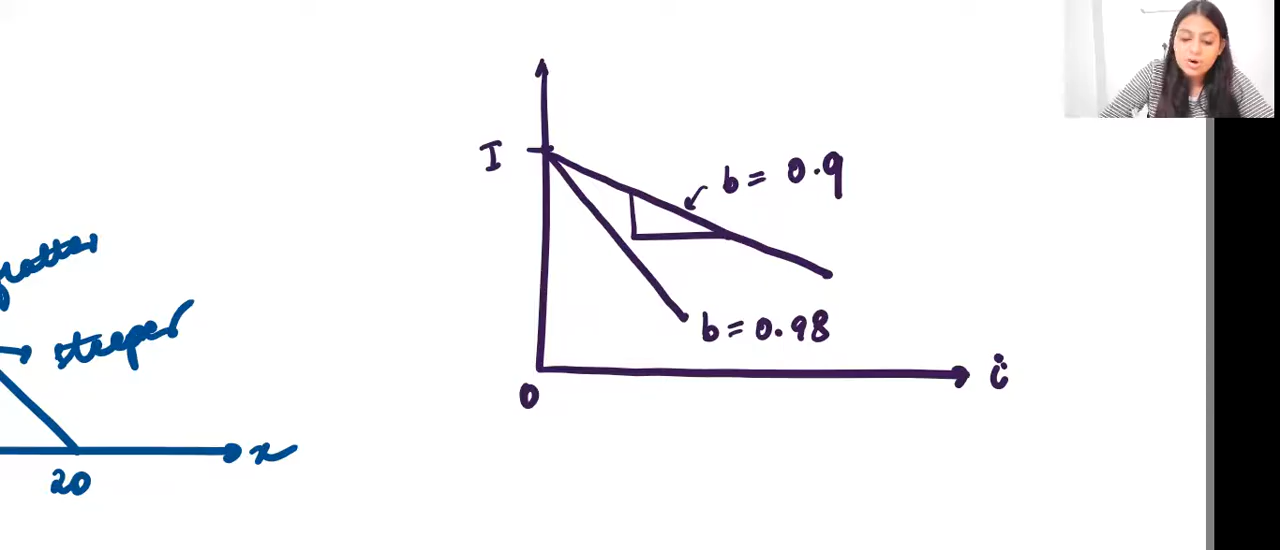 I
b = 0.9
b = 0.98
0
i
flatter
steeper
x
20